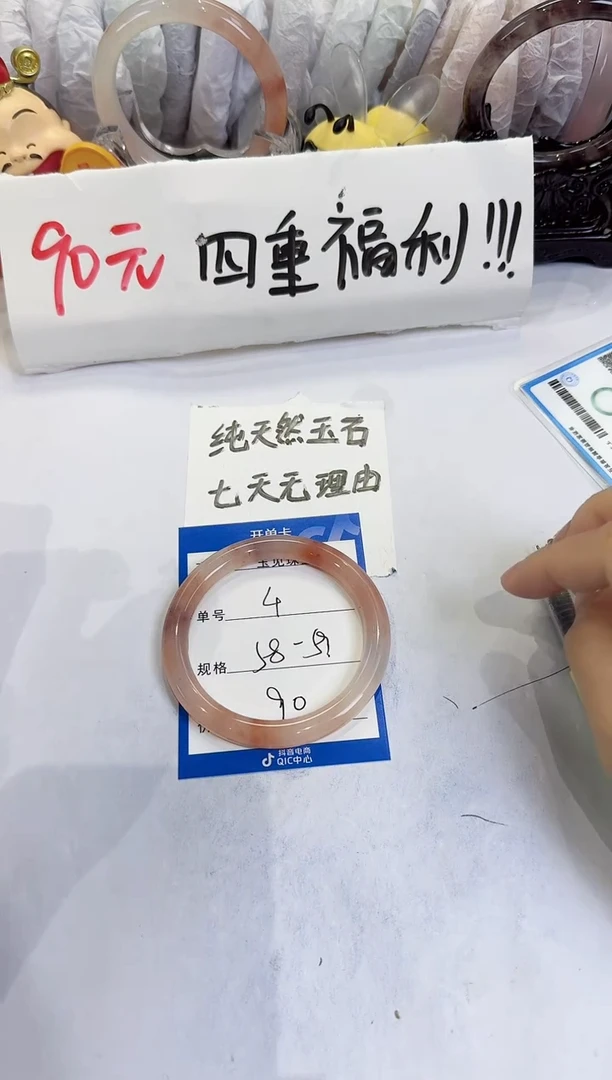 90元 四重福利!!!
纯天然玉石
七天无理由
开单卡
单号 4
规格 58-59
90
抖音电商
QIC中心